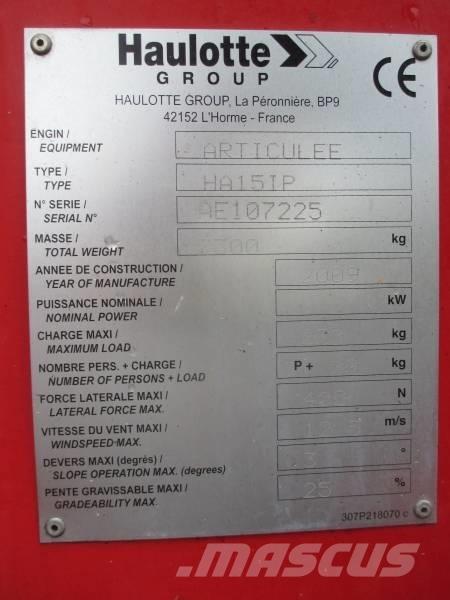 Haulotte
GROUP
CE
HAULOTTE GROUP, La Péronnière, BP9
42152 L'Horme - France
ENGIN / ARTICULEE
EQUIPMENT
TYPE / HA15IP
TYPE
N° SERIE / AE107225
SERIAL N°
MASSE / kg
TOTAL WEIGHT
ANNEE DE CONSTRUCTION / 2009
YEAR OF MANUFACTURE
PUISSANCE NOMINALE / kW
NOMINAL POWER
CHARGE MAXI / kg
MAXIMUM LOAD
NOMBRE PERS. + CHARGE / P + kg
NUMBER OF PERSONS + LOAD
FORCE LATERALE MAXI / N
LATERAL FORCE MAX.
VITESSE DU VENT MAXI / m/s
WINDSPEED MAX.
DEVERS MAXI (degrés) / °
SLOPE OPERATION MAX. (degrees)
PENTE GRAVISSABLE MAXI / 25 %
GRADEABILITY MAX.
307P218070 c
MASCUS